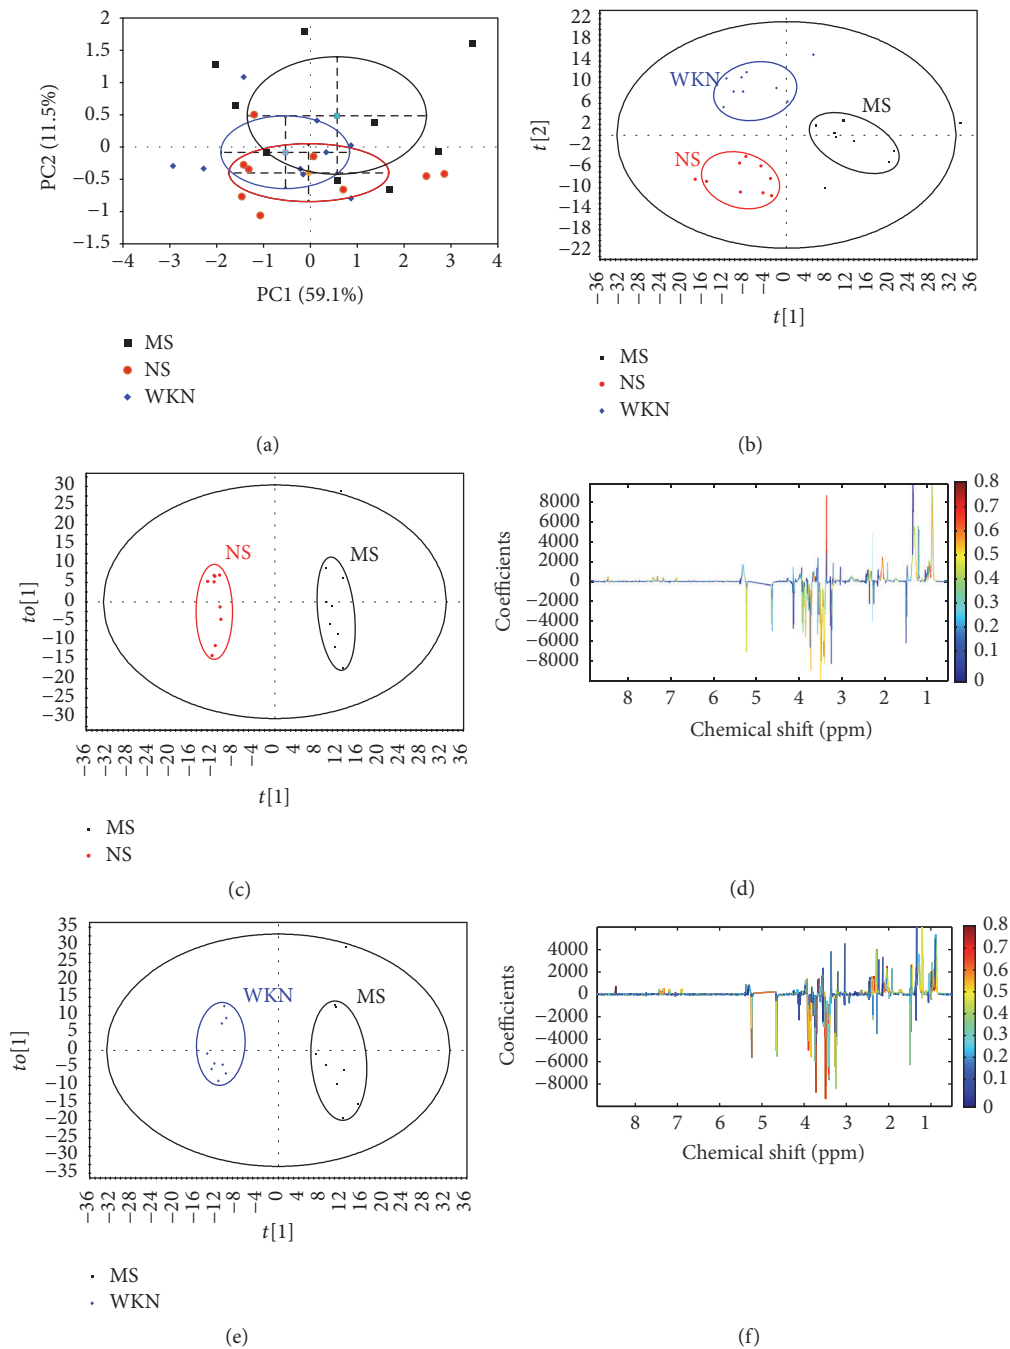 2
1.5
1
0.5
0
−0.5
−1
−1.5
PC2 (11.5%)
−4 −3 −2 −1 0 1 2 3 4
PC1 (59.1%)
MS
NS
WKN
(a)
22
18
14
10
6
2
−2
−6
−10
−14
−18
−22
t[2]
WKN
MS
NS
−36 −28 −20 −12 −8 −4 0 4 8 12 16 20 24 28 32 36
t[1]
MS
NS
WKN
(b)
30
25
20
15
10
5
0
−5
−10
−15
−20
−25
−30
to[1]
NS
MS
−36 −32 −28 −24 −20 −16 −12 −8 −4 0 4 8 12 16 20 24 28 32 36
t[1]
MS
NS
(c)
8000
6000
4000
2000
0
−2000
−4000
−6000
−8000
Coefficients
8 7 6 5 4 3 2 1
Chemical shift (ppm)
0.8
0.7
0.6
0.5
0.4
0.3
0.2
0.1
0
(d)
35
30
25
20
15
10
5
0
−5
−10
−15
−20
−25
−30
−35
to[1]
WKN
MS
−36 −32 −28 −24 −20 −16 −12 −8 −4 0 4 8 12 16 20 24 28 32 36
t[1]
MS
WKN
(e)
4000
2000
0
−2000
−4000
−6000
−8000
Coefficients
8 7 6 5 4 3 2 1
Chemical shift (ppm)
0.8
0.7
0.6
0.5
0.4
0.3
0.2
0.1
0
(f)